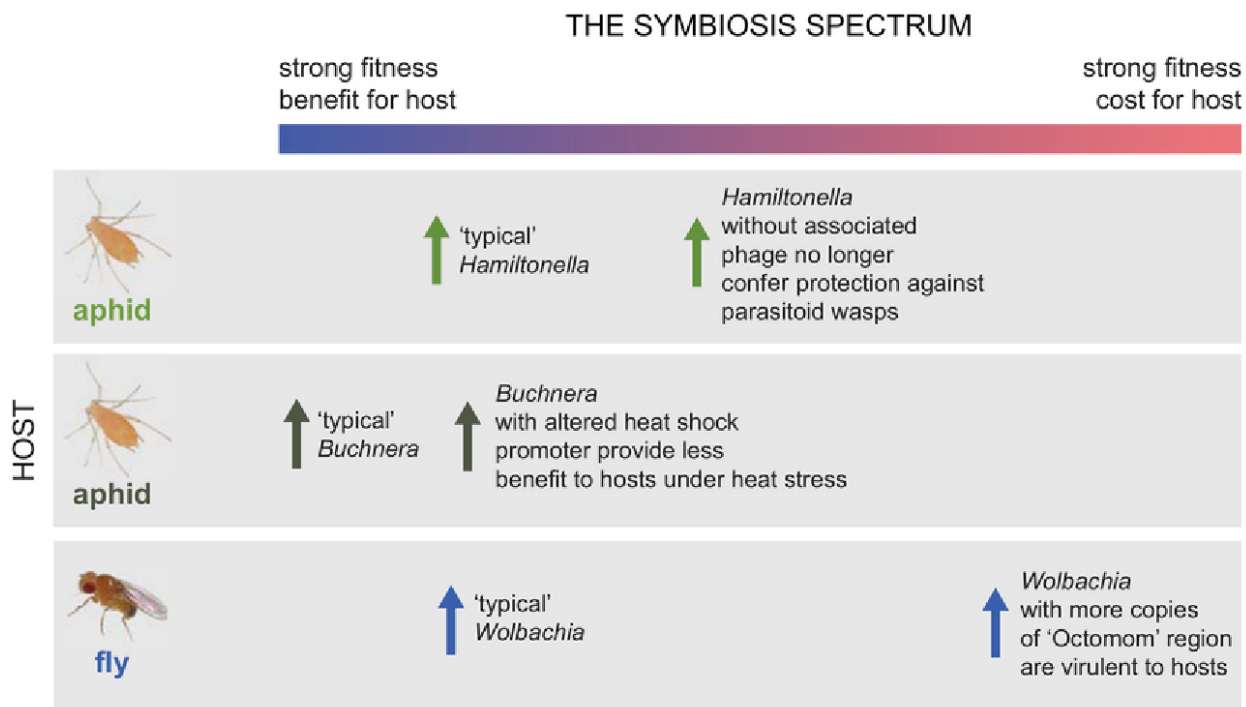 THE SYMBIOSIS SPECTRUM
strong fitness
benefit for host
strong fitness
cost for host
HOST
aphid
‘typical’
Hamiltonella
Hamiltonella
without associated
phage no longer
confer protection against
parasitoid wasps
aphid
‘typical’
Buchnera
Buchnera
with altered heat shock
promoter provide less
benefit to hosts under heat stress
fly
‘typical’
Wolbachia
Wolbachia
with more copies
of ‘Octomom’ region
are virulent to hosts